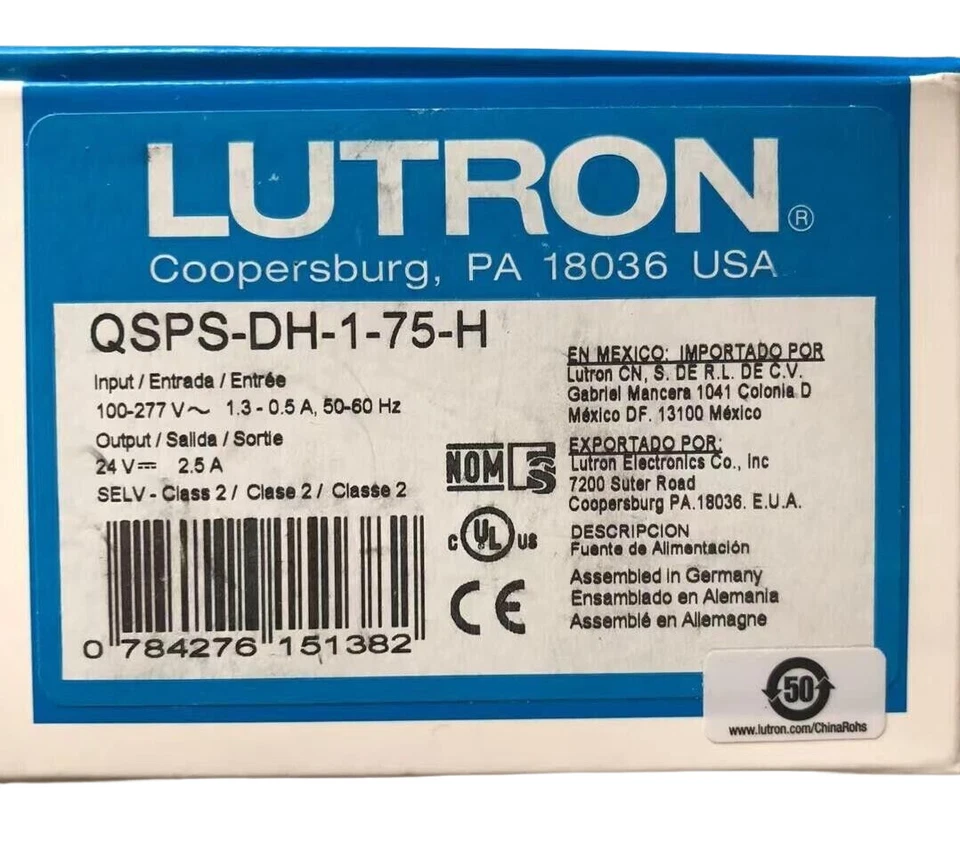 LUTRON®
Coopersburg, PA 18036 USA
QSPS-DH-1-75-H
Input / Entrada / Entrée
100-277 V~ 1.3 - 0.5 A, 50-60 Hz
Output / Salida / Sortie
24 V⎓ 2.5 A
SELV - Class 2 / Clase 2 / Classe 2
0 784276 151382
EN MEXICO: IMPORTADO POR
Lutron CN, S. DE R.L. DE C.V.
Gabriel Mancera 1041 Colonia D
México DF. 13100 México
EXPORTADO POR:
Lutron Electronics Co., Inc
7200 Suter Road
Coopersburg PA.18036. E.U.A.
DESCRIPCION
Fuente de Alimentación
Assembled in Germany
Ensamblado en Alemania
Assemblé en Allemagne
NOM
c UL us
CE
50
www.lutron.com/ChinaRohs